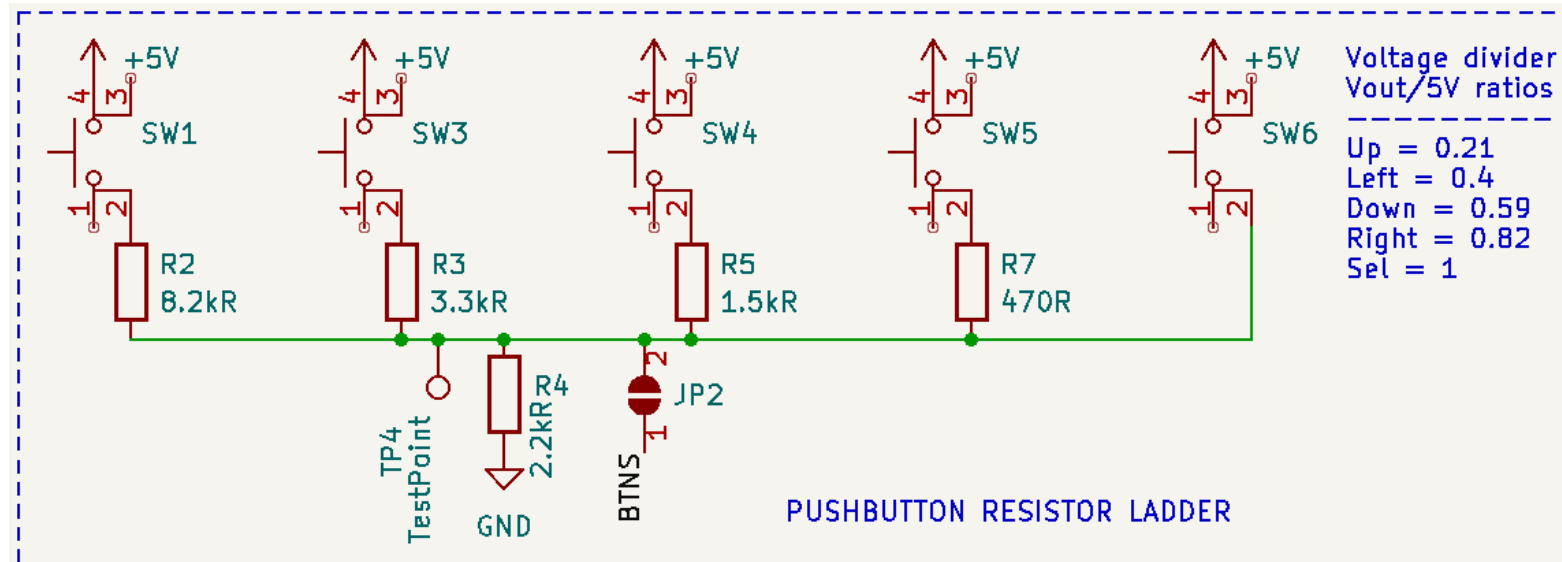 +5V
4
3
SW1
1
2
R2
8.2kR
+5V
4
3
SW3
1
2
R3
3.3kR
+5V
4
3
SW4
1
2
R5
1.5kR
+5V
4
3
SW5
1
2
R7
470R
+5V
4
3
SW6
1
2
Voltage divider
Vout/5V ratios
----------
Up = 0.21
Left = 0.4
Down = 0.59
Right = 0.82
Sel = 1
TP4
TestPoint
R4
2.2kR
GND
2
JP2
1
BTNS
PUSHBUTTON RESISTOR LADDER